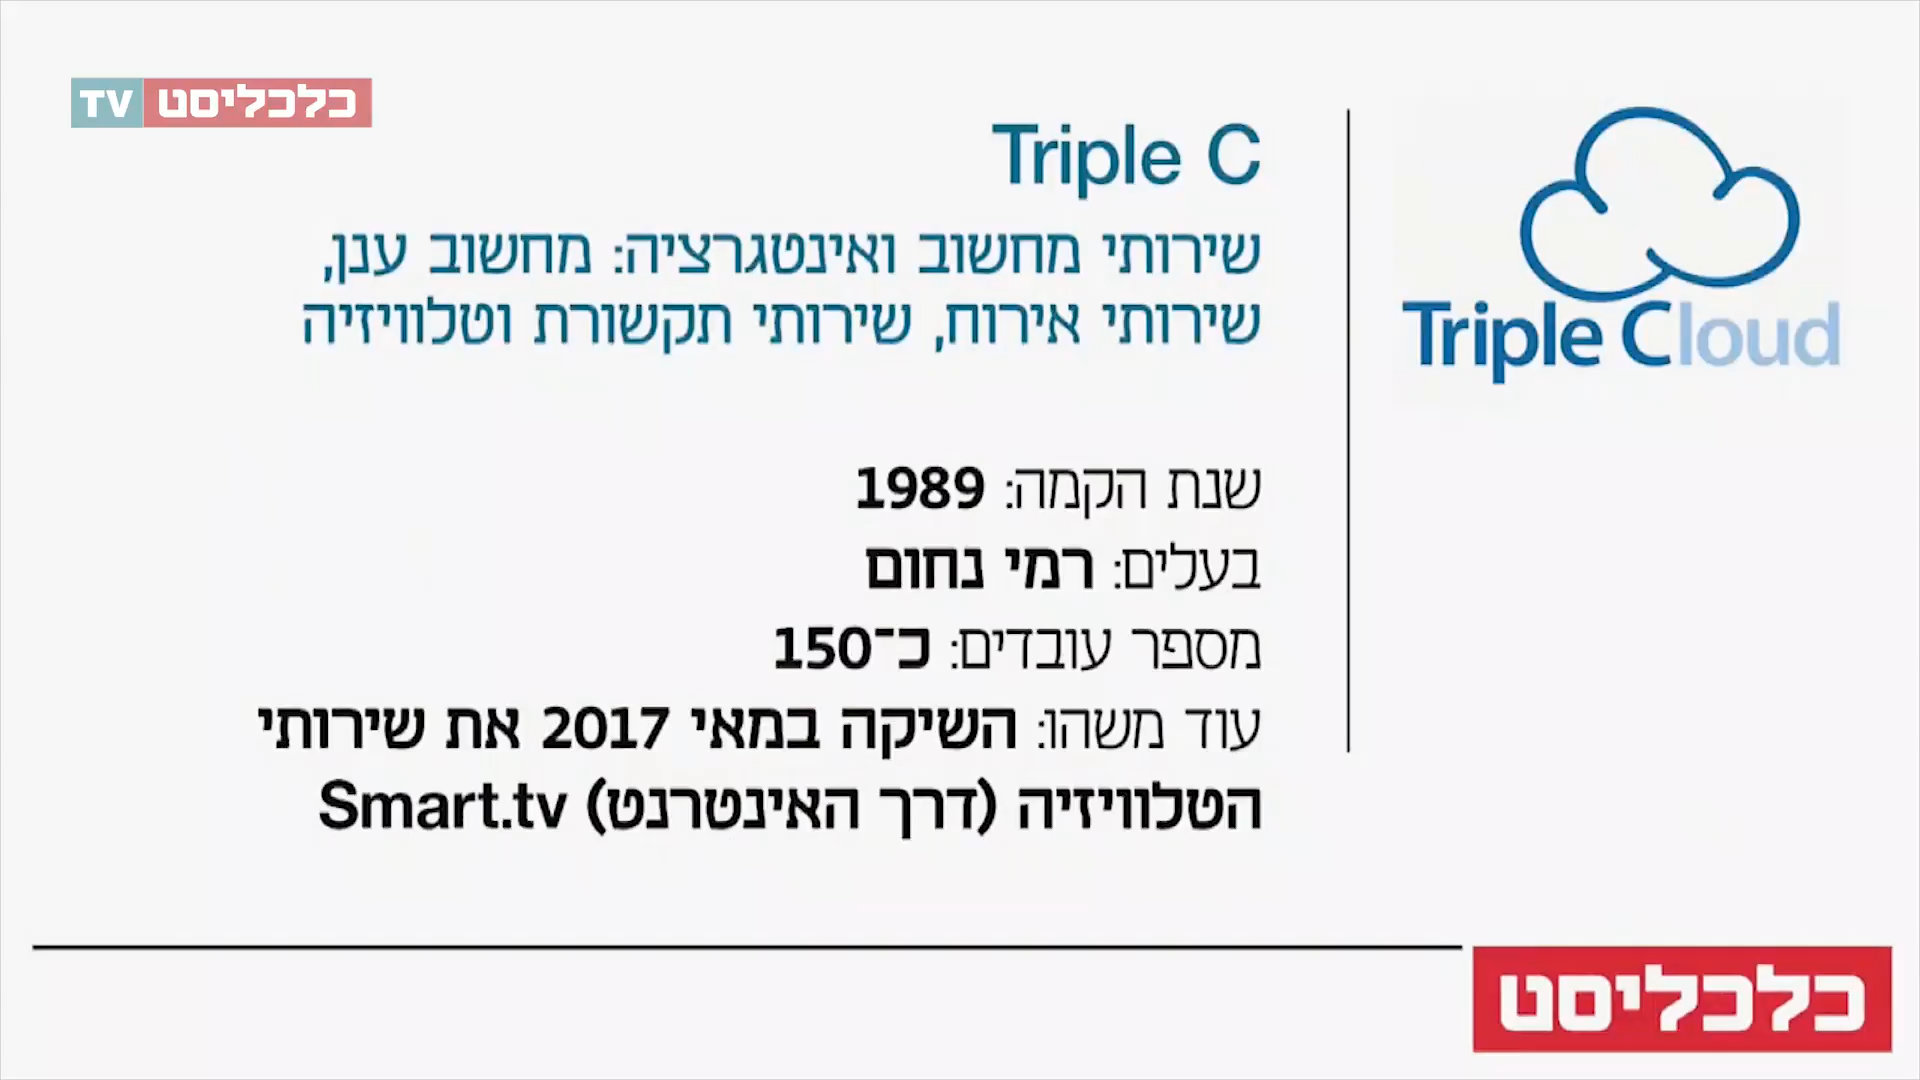 כלכליסט TV
Triple C
שירותי מחשוב ואינטגרציה: מחשוב ענן,
שירותי אירוח, שירותי תקשורת וטלוויזיה
Triple Cloud
שנת הקמה: 1989
בעלים: רמי נחום
מספר עובדים: כ־150
עוד משהו: השיקה במאי 2017 את שירותי
הטלוויזיה (דרך האינטרנט) Smart.tv
כלכליסט